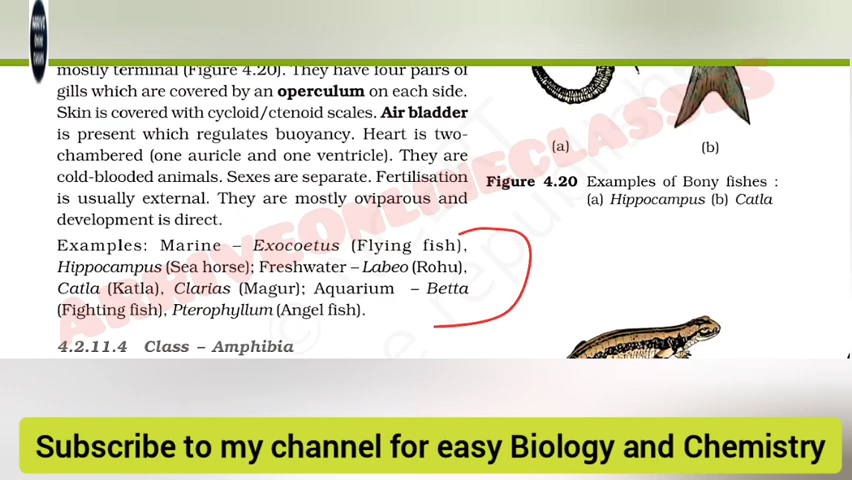 mostly terminal (Figure 4.20). They have four pairs of
gills which are covered by an operculum on each side.
Skin is covered with cycloid/ctenoid scales. Air bladder
is present which regulates buoyancy. Heart is two-
chambered (one auricle and one ventricle). They are
cold-blooded animals. Sexes are separate. Fertilisation
is usually external. They are mostly oviparous and
development is direct.
Examples: Marine – Exocoetus (Flying fish),
Hippocampus (Sea horse); Freshwater – Labeo (Rohu),
Catla (Katla), Clarias (Magur); Aquarium – Betta
(Fighting fish), Pterophyllum (Angel fish).
4.2.11.4 Class – Amphibia
(a)
(b)
Figure 4.20 Examples of Bony fishes :
(a) Hippocampus (b) Catla
ARHIVEONLINECLASSES
Subscribe to my channel for easy Biology and Chemistry